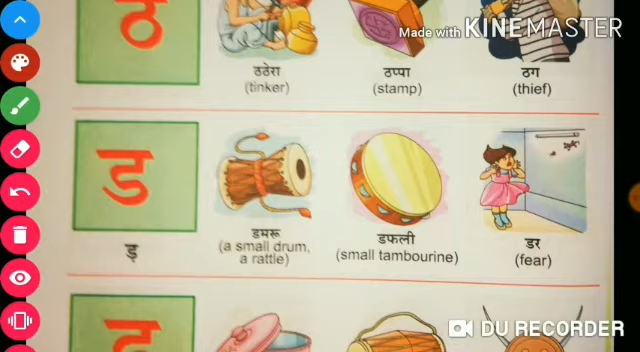 Made with KINEMASTER
ठ
ठठेरा
(tinker)
ठप्पा
(stamp)
ठग
(thief)
ड
ड़
डमरू
(a small drum,
a rattle)
डफली
(small tambourine)
डर
(fear)
DU RECORDER